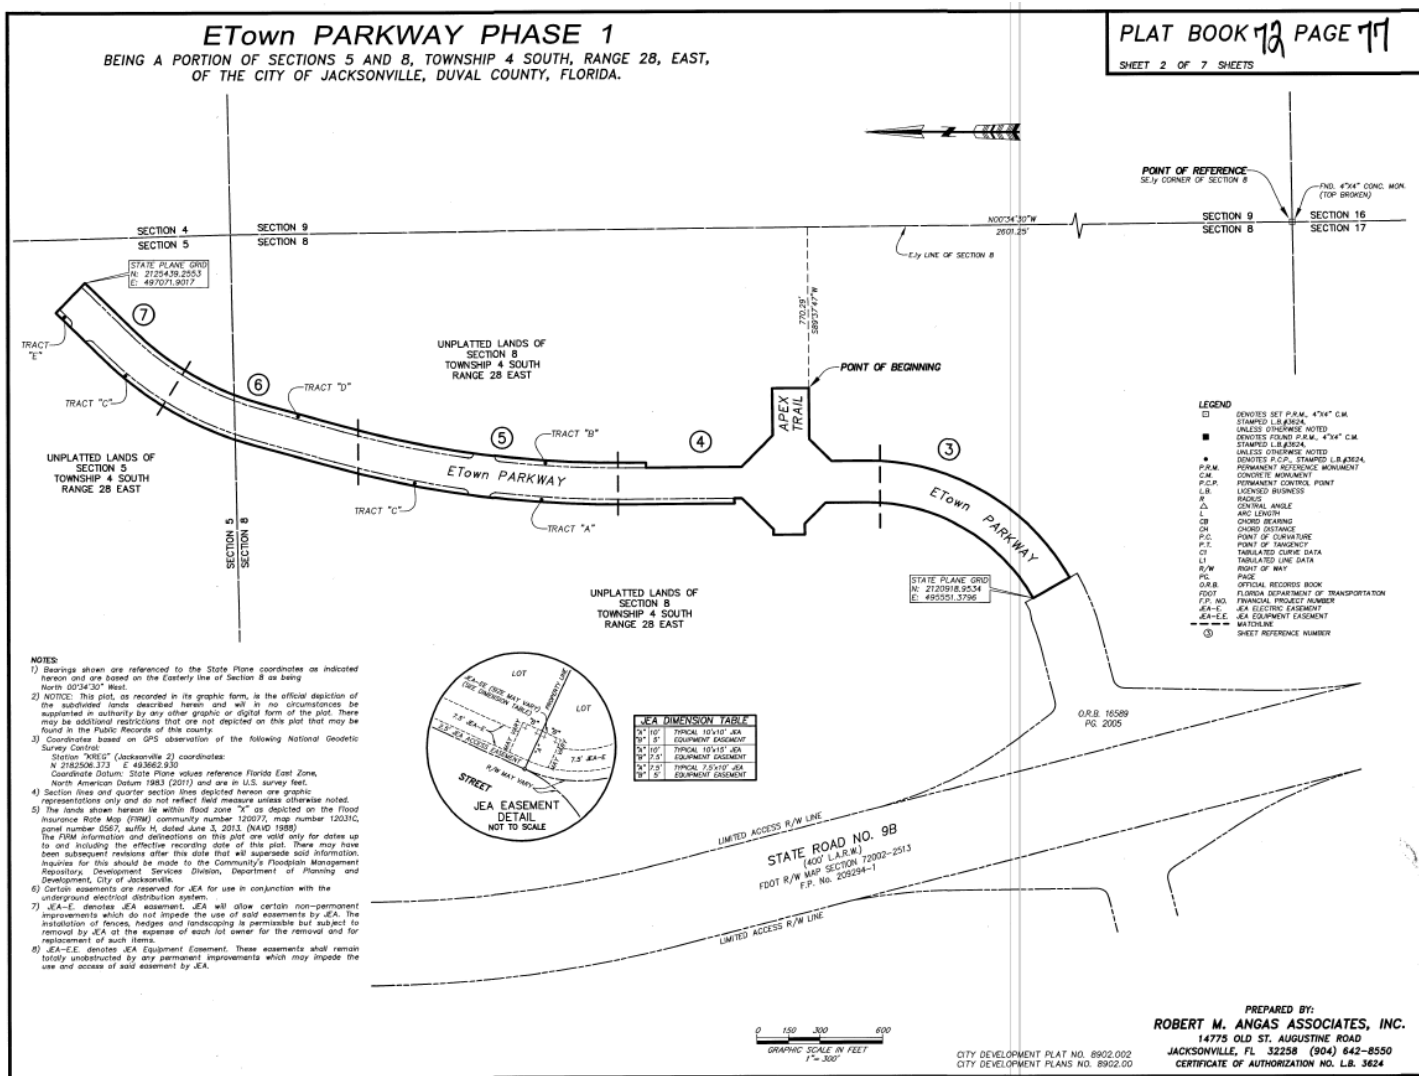 ETown PARKWAY PHASE 1
BEING A PORTION OF SECTIONS 5 AND 8, TOWNSHIP 4 SOUTH, RANGE 28, EAST,
OF THE CITY OF JACKSONVILLE, DUVAL COUNTY, FLORIDA.
PLAT BOOK 72 PAGE 77
SHEET 2 OF 7 SHEETS
N
POINT OF REFERENCE
SE.ly CORNER OF SECTION 8
FND. 4"X4" CONC. MON.
(TOP BROKEN)
SECTION 4
SECTION 5
SECTION 9
SECTION 8
N00°34'30"W
2601.25'
E.ly LINE OF SECTION 8
SECTION 9
SECTION 8
SECTION 16
SECTION 17
STATE PLANE GRID
N: 2125439.2553
E: 497071.9017
770.29'
S89°37'47"W
7
TRACT
"E"
TRACT "C"
6
TRACT "D"
UNPLATTED LANDS OF
SECTION 8
TOWNSHIP 4 SOUTH
RANGE 28 EAST
POINT OF BEGINNING
APEX
TRAIL
5
TRACT "B"
4
3
UNPLATTED LANDS OF
SECTION 5
TOWNSHIP 4 SOUTH
RANGE 28 EAST
ETown PARKWAY
TRACT "C"
TRACT "A"
ETown PARKWAY
SECTION 5
SECTION 8
STATE PLANE GRID
N: 2120918.9534
E: 495551.3796
UNPLATTED LANDS OF
SECTION 8
TOWNSHIP 4 SOUTH
RANGE 28 EAST
LEGEND
DENOTES SET P.R.M., 4"X4" C.M.
STAMPED L.B.#3624,
UNLESS OTHERWISE NOTED
DENOTES FOUND P.R.M., 4"X4" C.M.
STAMPED L.B.#3624,
UNLESS OTHERWISE NOTED
DENOTES P.C.P., STAMPED L.B.#3624,
P.R.M. PERMANENT REFERENCE MONUMENT
C.M. CONCRETE MONUMENT
P.C.P. PERMANENT CONTROL POINT
L.B. LICENSED BUSINESS
R RADIUS
△ CENTRAL ANGLE
L ARC LENGTH
CB CHORD BEARING
CH CHORD DISTANCE
P.C. POINT OF CURVATURE
P.T. POINT OF TANGENCY
C1 TABULATED CURVE DATA
L1 TABULATED LINE DATA
R/W RIGHT OF WAY
PG. PAGE
O.R.B. OFFICIAL RECORDS BOOK
FDOT FLORIDA DEPARTMENT OF TRANSPORTATION
F.P. NO. FINANCIAL PROJECT NUMBER
JEA-E. JEA ELECTRIC EASEMENT
JEA-E.E. JEA EQUIPMENT EASEMENT
MATCHLINE
3 SHEET REFERENCE NUMBER
NOTES:
1) Bearings shown are referenced to the State Plane coordinates as indicated
hereon and are based on the Easterly line of Section 8 as being
North 00°34'30" West.
2) NOTICE: This plat, as recorded in its graphic form, is the official depiction of
the subdivided lands described herein and will in no circumstances be
supplanted in authority by any other graphic or digital form of the plat. There
may be additional restrictions that are not depicted on this plat that may be
found in the Public Records of this county.
3) Coordinates based on GPS observation of the following National Geodetic
Survey Control:
Station "KREG" (Jacksonville 2) coordinates:
N 2182506.373 E 493662.930
Coordinate Datum: State Plane values reference Florida East Zone,
North American Datum 1983 (2011) and are in U.S. survey feet.
4) Section lines and quarter section lines depicted hereon are graphic
representations only and do not reflect field measure unless otherwise noted.
5) The lands shown hereon lie within flood zone "X" as depicted on the Flood
Insurance Rate Map (FIRM) community number 120077, map number 12031C,
panel number 0567, suffix H, dated June 3, 2013. (NAVD 1988)
The FIRM information and delineations on this plat are valid only for dates up
to and including the effective recording date of this plat. There may have
been subsequent revisions after this date that will supersede said information.
Inquiries for this should be made to the Community's Floodplain Management
Repository, Development Services Division, Department of Planning and
Development, City of Jacksonville.
6) Certain easements are reserved for JEA for use in conjunction with the
underground electrical distribution system.
7) JEA-E. denotes JEA easement. JEA will allow certain non-permanent
improvements which do not impede the use of said easements by JEA. The
installation of fences, hedges and landscaping is permissible but subject to
removal by JEA at the expense of each lot owner for the removal and for
replacement of such items.
8) JEA-E.E. denotes JEA Equipment Easement. These easements shall remain
totally unobstructed by any permanent improvements which may impede the
use and access of said easement by JEA.
LOT
LOT
JEA-EE (SIZE MAY VARY)
(SEE DIMENSION TABLE)
PROPERTY LINE
7.5' JEA-E
7.5' JEA ACCESS EASEMENT
MAY VARY
"B"
"A"
"B"
MAY VARY
7.5' JEA-E
R/W MAY VARY
STREET
JEA EASEMENT
DETAIL
NOT TO SCALE
JEA DIMENSION TABLE
"A" 10' TYPICAL 10'x10' JEA
"B" 5' EQUIPMENT EASEMENT
"A" 10' TYPICAL 10'x15' JEA
"B" 7.5' EQUIPMENT EASEMENT
"A" 7.5' TYPICAL 7.5'x10' JEA
"B" 5' EQUIPMENT EASEMENT
O.R.B. 16589
PG. 2005
LIMITED ACCESS R/W LINE
STATE ROAD NO. 9B
(400' L.A.R.W.)
FDOT R/W MAP SECTION 72002-2513
F.P. No. 209294-1
LIMITED ACCESS R/W LINE
0 150 300 600
GRAPHIC SCALE IN FEET
1"= 300'
CITY DEVELOPMENT PLAT NO. 8902.002
CITY DEVELOPMENT PLANS NO. 8902.00
PREPARED BY:
ROBERT M. ANGAS ASSOCIATES, INC.
14775 OLD ST. AUGUSTINE ROAD
JACKSONVILLE, FL 32258 (904) 642-8550
CERTIFICATE OF AUTHORIZATION NO. L.B. 3624